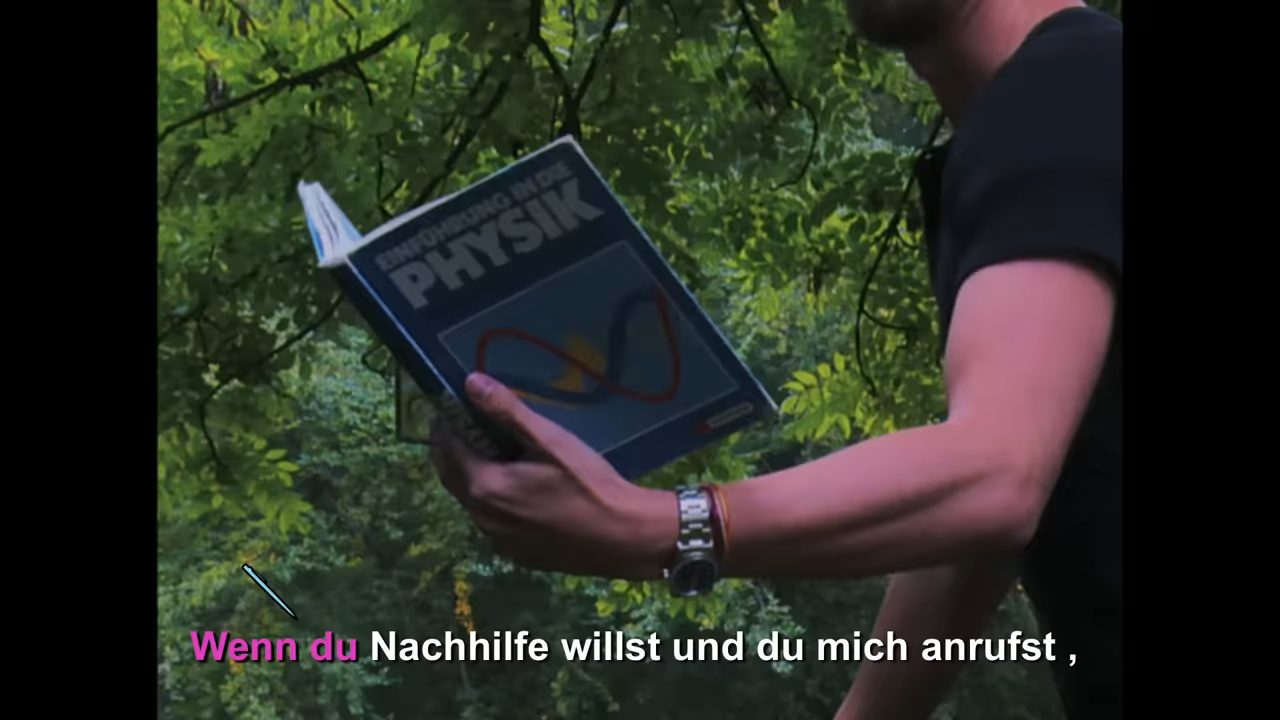 EINFÜHRUNG IN DIE
PHYSIK
Wenn du Nachhilfe willst und du mich anrufst ,